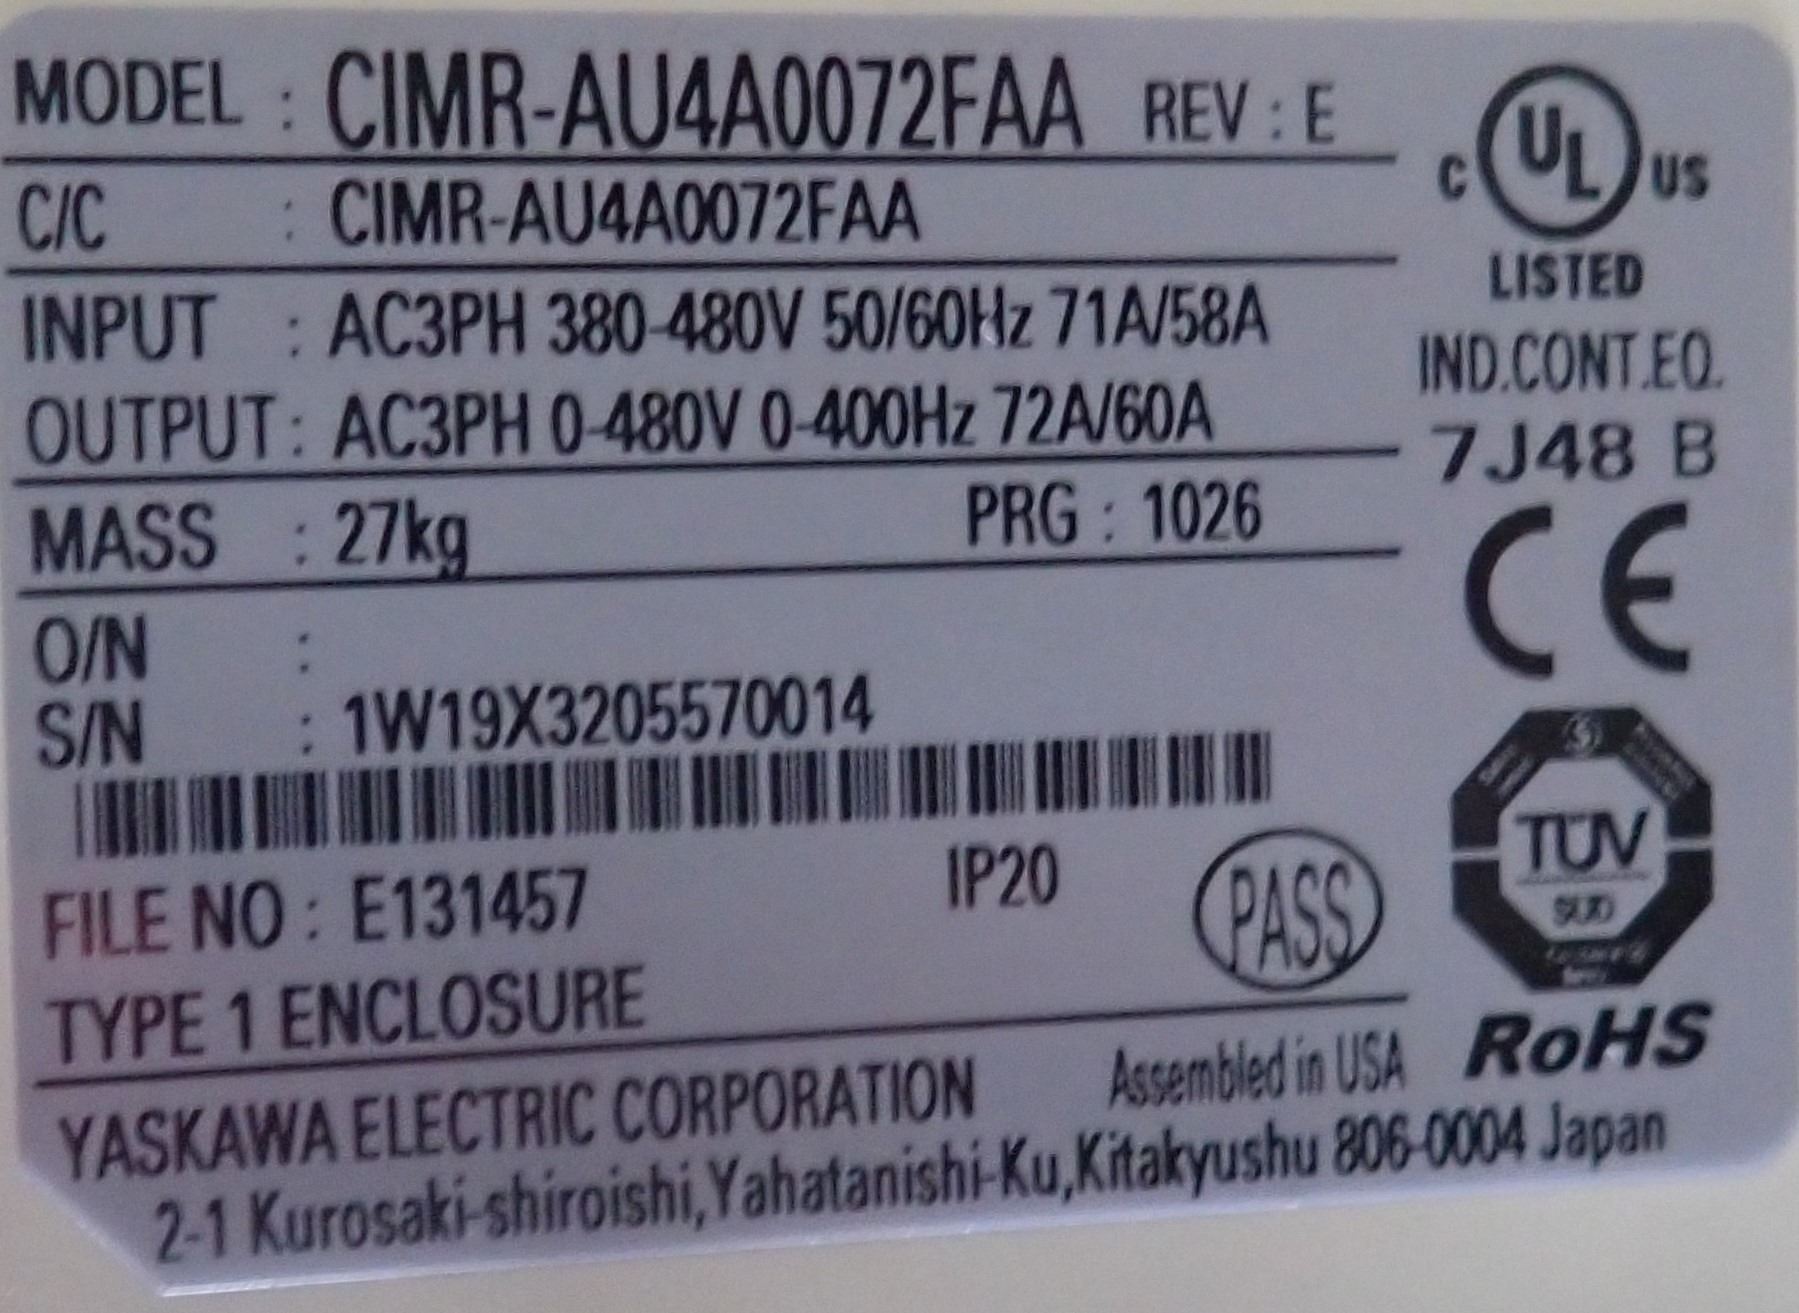 MODEL : CIMR-AU4A0072FAA REV : E
C/C : CIMR-AU4A0072FAA
INPUT : AC3PH 380-480V 50/60Hz 71A/58A
OUTPUT : AC3PH 0-480V 0-400Hz 72A/60A
MASS : 27kg PRG : 1026
O/N :
S/N : 1W19X3205570014
FILE NO : E131457 IP20 PASS
TYPE 1 ENCLOSURE
YASKAWA ELECTRIC CORPORATION Assembled in USA
2-1 Kurosaki-shiroishi,Yahatanishi-Ku,Kitakyushu 806-0004 Japan
C UL US
LISTED
IND.CONT.EQ.
7J48 B
CE
TÜV
SÜD
RoHS